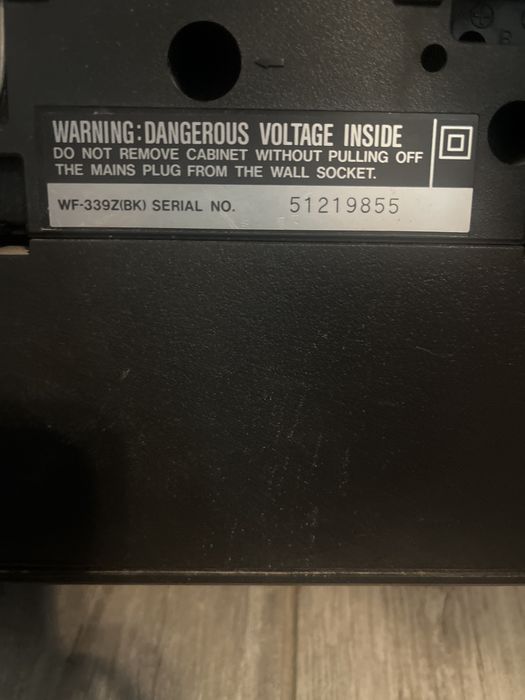 WARNING: DANGEROUS VOLTAGE INSIDE
DO NOT REMOVE CABINET WITHOUT PULLING OFF
THE MAINS PLUG FROM THE WALL SOCKET.
WF-339Z(BK) SERIAL NO. 51219855